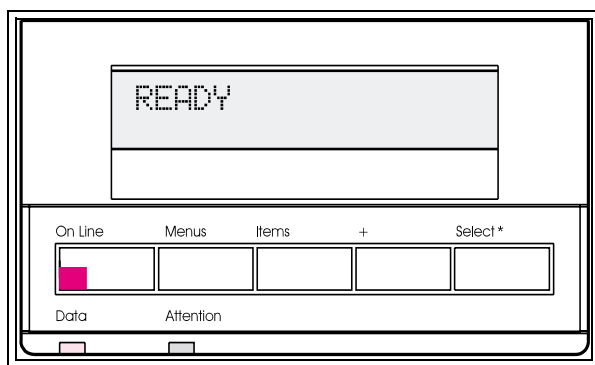 READY
On Line Menus Items + Select *
Data Attention